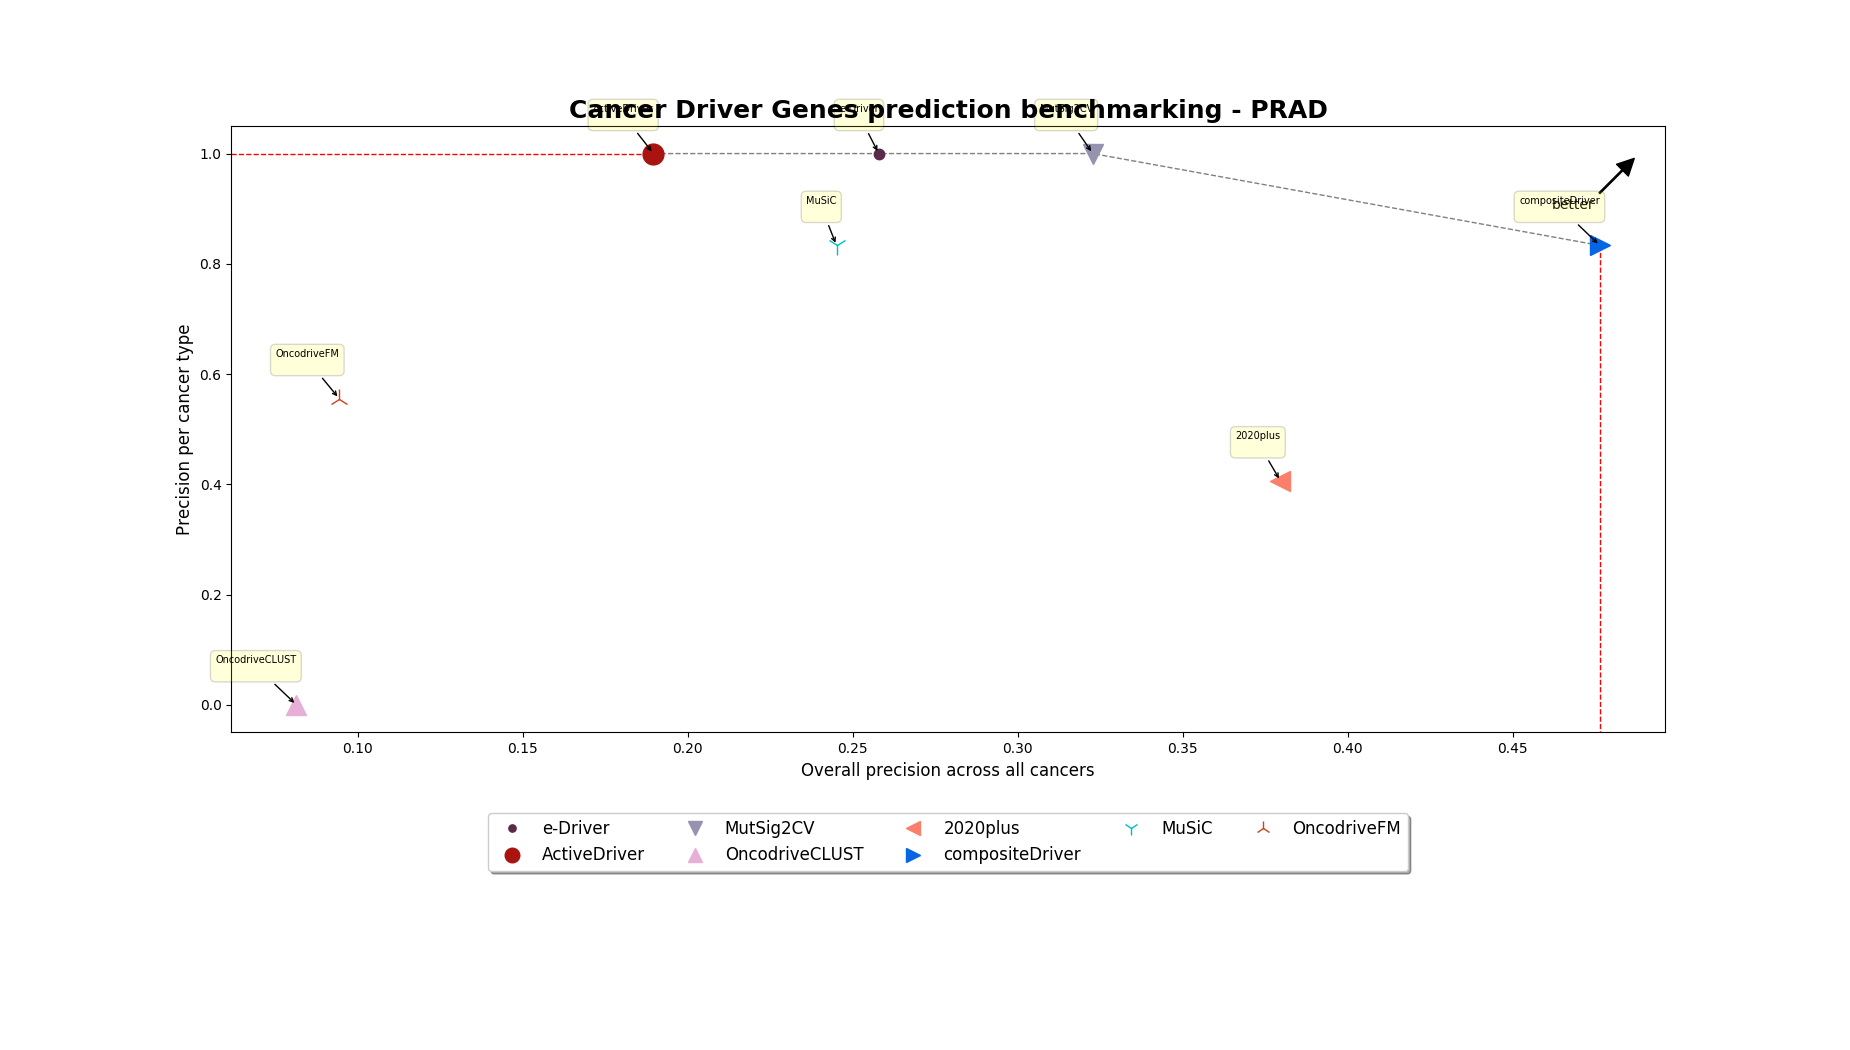 Cancer Driver Genes prediction benchmarking - PRAD
MuSiC
compositeDriver
better
OncodriveFM
2020plus
OncodriveCLUST
Precision per cancer type
1.0
0.8
0.6
0.4
0.2
0.0
0.10 0.15 0.20 0.25 0.30 0.35 0.40 0.45
Overall precision across all cancers
e-Driver MutSig2CV 2020plus MuSiC OncodriveFM
ActiveDriver OncodriveCLUST compositeDriver